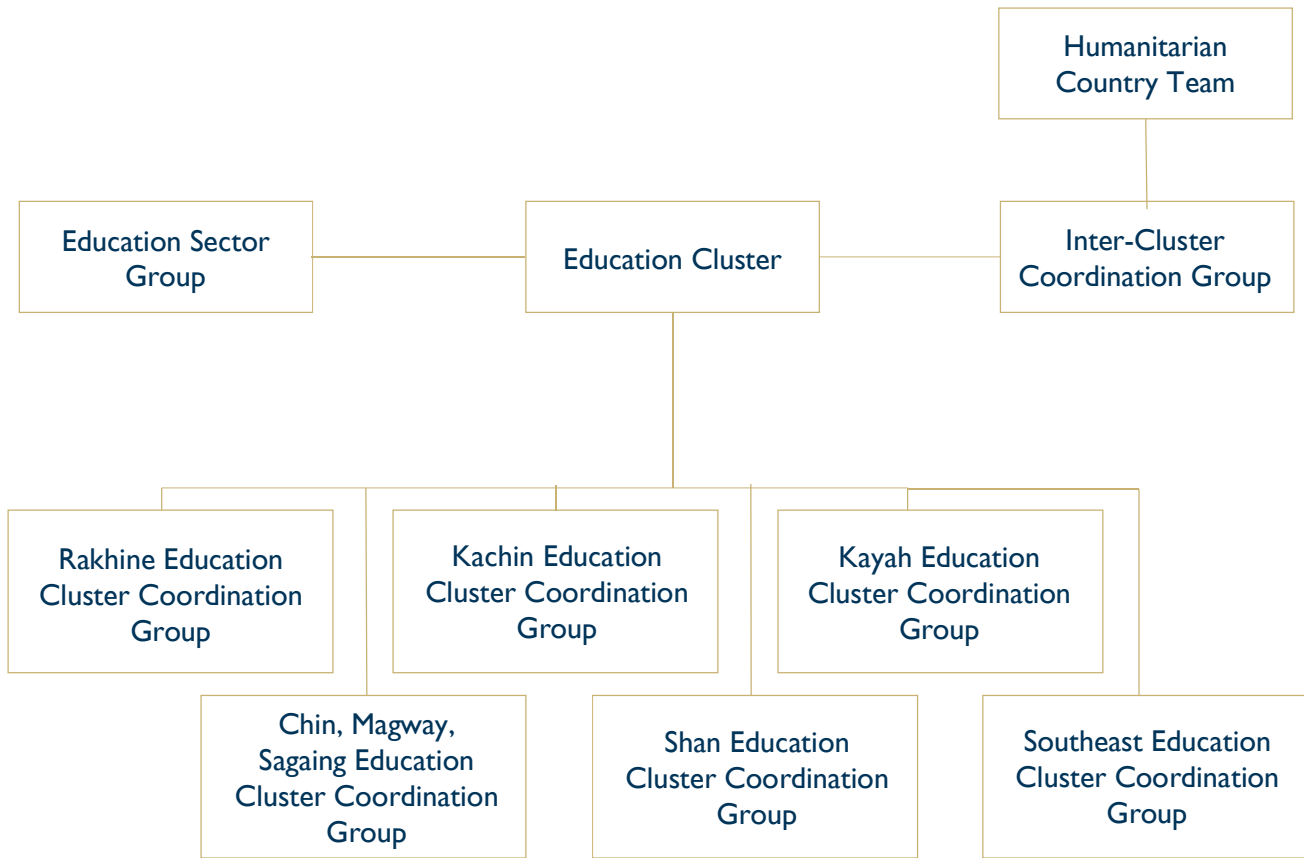 Humanitarian
Country Team
Education Sector
Group
Education Cluster
Inter-Cluster
Coordination Group
Rakhine Education
Cluster Coordination
Group
Kachin Education
Cluster Coordination
Group
Kayah Education
Cluster Coordination
Group
Chin, Magway,
Sagaing Education
Cluster Coordination
Group
Shan Education
Cluster Coordination
Group
Southeast Education
Cluster Coordination
Group